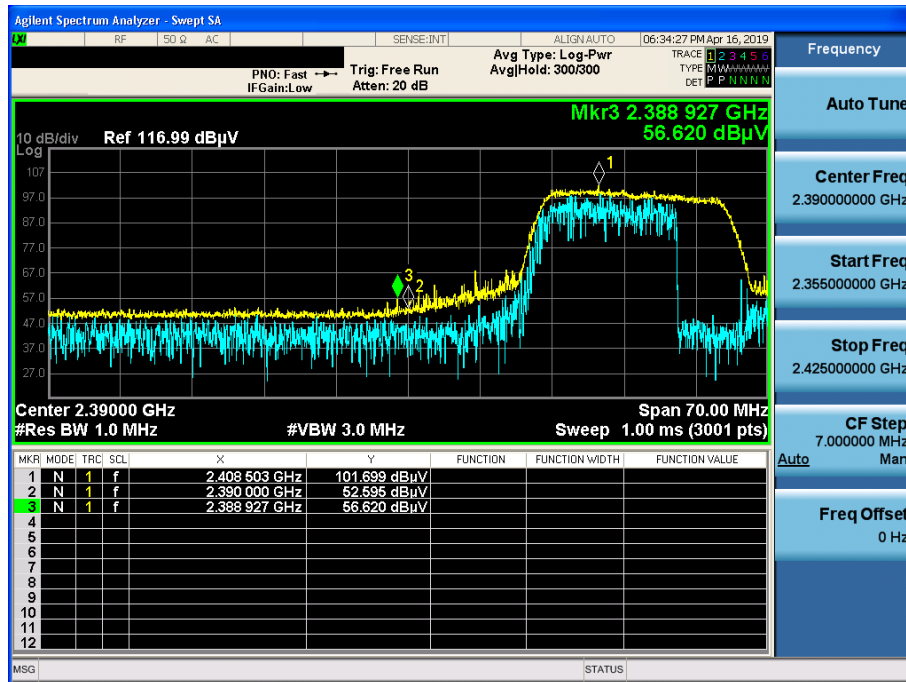 Agilent Spectrum Analyzer - Swept SA
LXI RF 50 Ω AC SENSE:INT ALIGN AUTO 06:34:27 PM Apr 16, 2019
PNO: Fast Trig: Free Run Avg Type: Log-Pwr TRACE 1 2 3 4 5 6
IFGain:Low Atten: 20 dB Avg|Hold: 300/300 TYPE M W W W W W
DET P P N N N N
Mkr3 2.388 927 GHz
56.620 dBµV
10 dB/div Ref 116.99 dBµV
Log
107
97.0
87.0
77.0
67.0
57.0
47.0
37.0
27.0
1
3
2
Center 2.39000 GHz Span 70.00 MHz
#Res BW 1.0 MHz #VBW 3.0 MHz Sweep 1.00 ms (3001 pts)
MKR MODE TRC SCL X Y FUNCTION FUNCTION WIDTH FUNCTION VALUE
1 N 1 f 2.408 503 GHz 101.699 dBµV
2 N 1 f 2.390 000 GHz 52.595 dBµV
3 N 1 f 2.388 927 GHz 56.620 dBµV
4
5
6
7
8
9
10
11
12
MSG STATUS
Frequency
Auto Tune
Center Freq
2.390000000 GHz
Start Freq
2.355000000 GHz
Stop Freq
2.425000000 GHz
CF Step
7.000000 MHz
Auto Man
Freq Offset
0 Hz